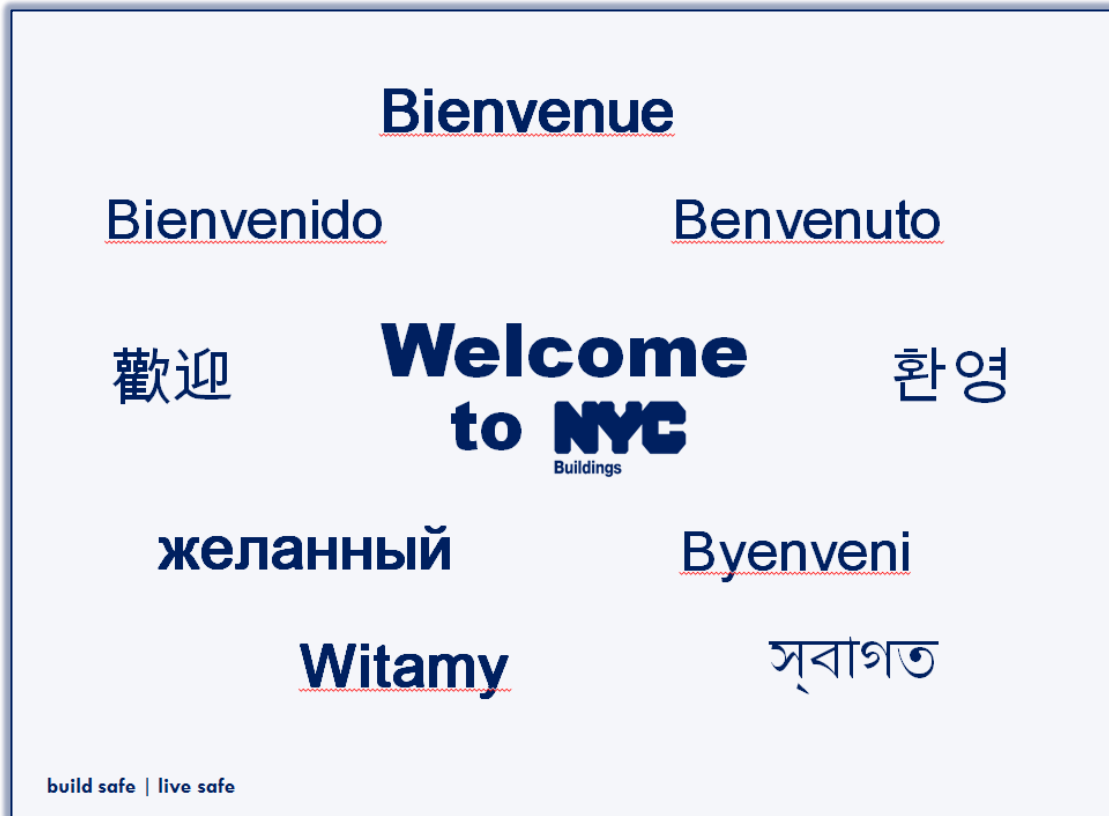 Bienvenue
Bienvenido
Benvenuto
歡迎
Welcome
환영
to NYC
Buildings
желанный
Byenveni
Witamy
স্বাগত
build safe | live safe